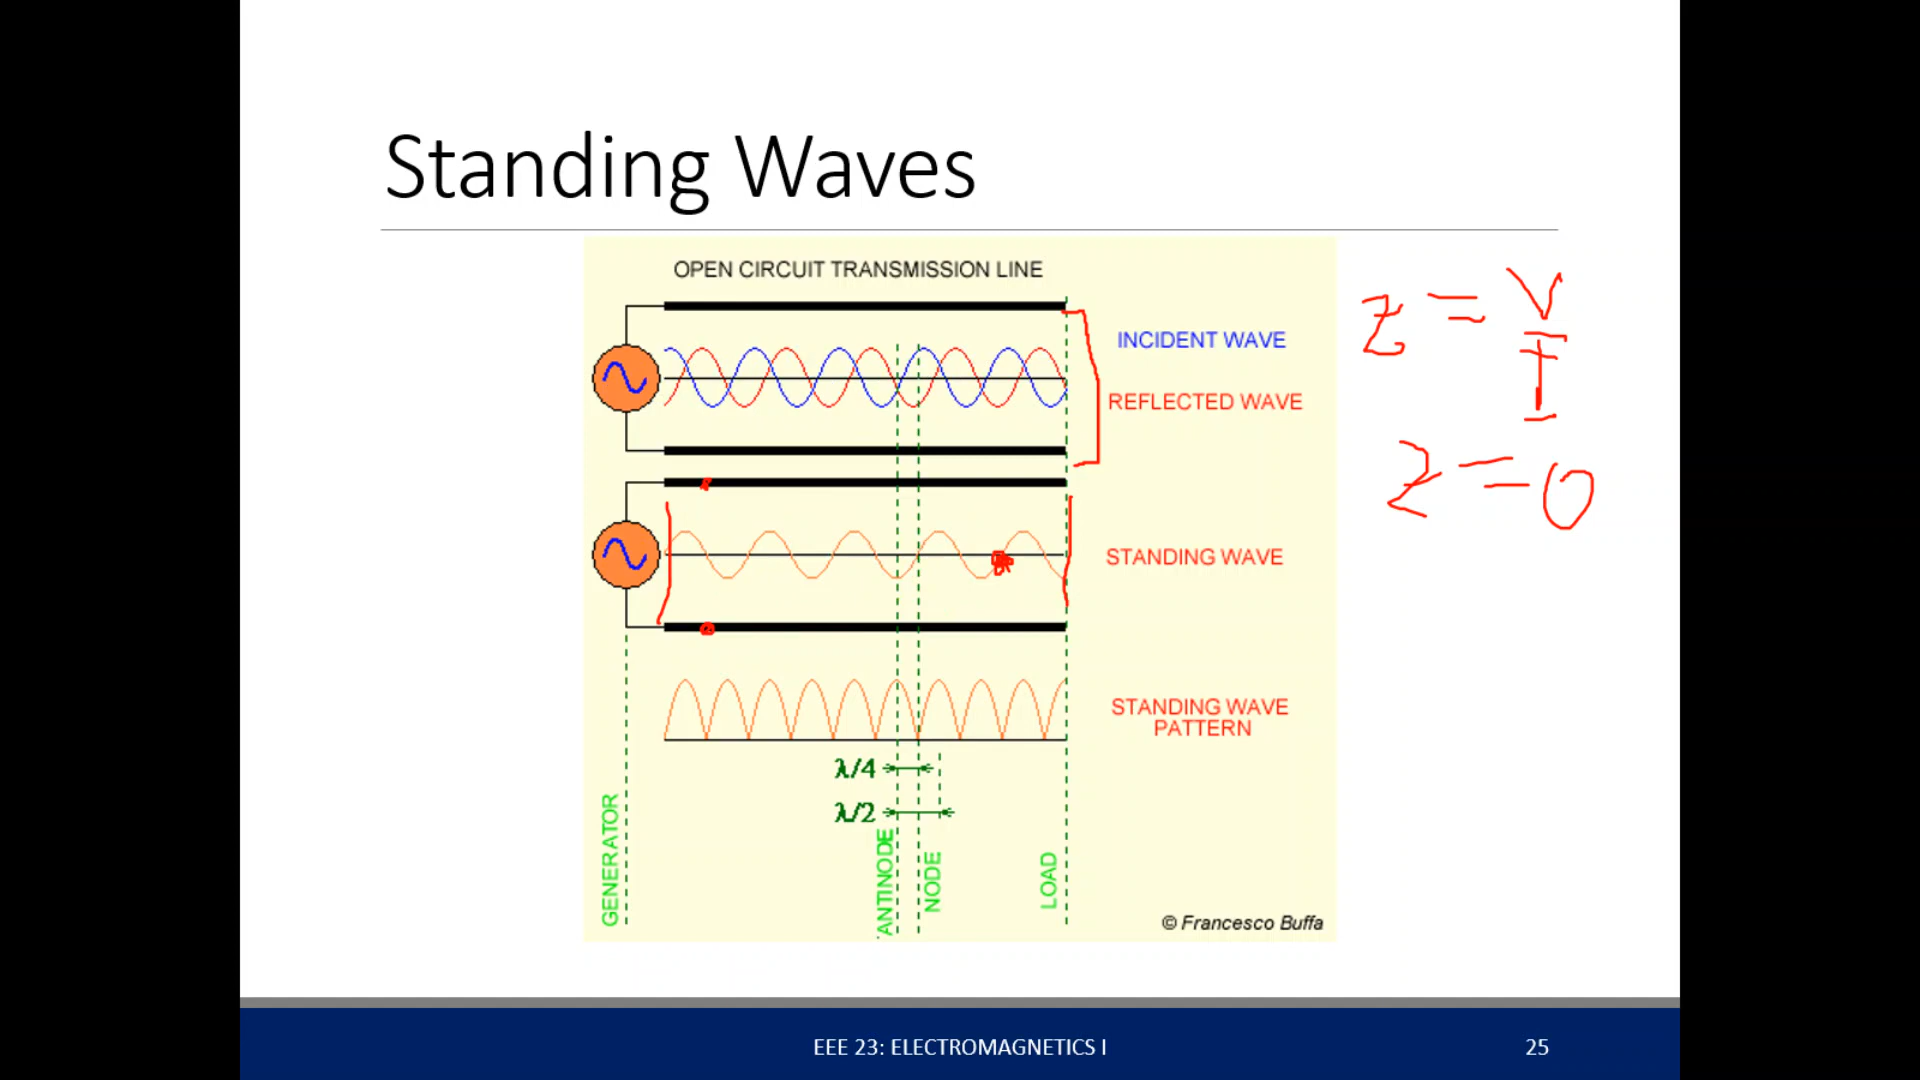 Standing Waves
OPEN CIRCUIT TRANSMISSION LINE
INCIDENT WAVE
REFLECTED WAVE
z = V
I
z = 0
STANDING WAVE
STANDING WAVE
PATTERN
λ/4
λ/2
GENERATOR
ANTINODE
NODE
LOAD
© Francesco Buffa
EEE 23: ELECTROMAGNETICS I
25